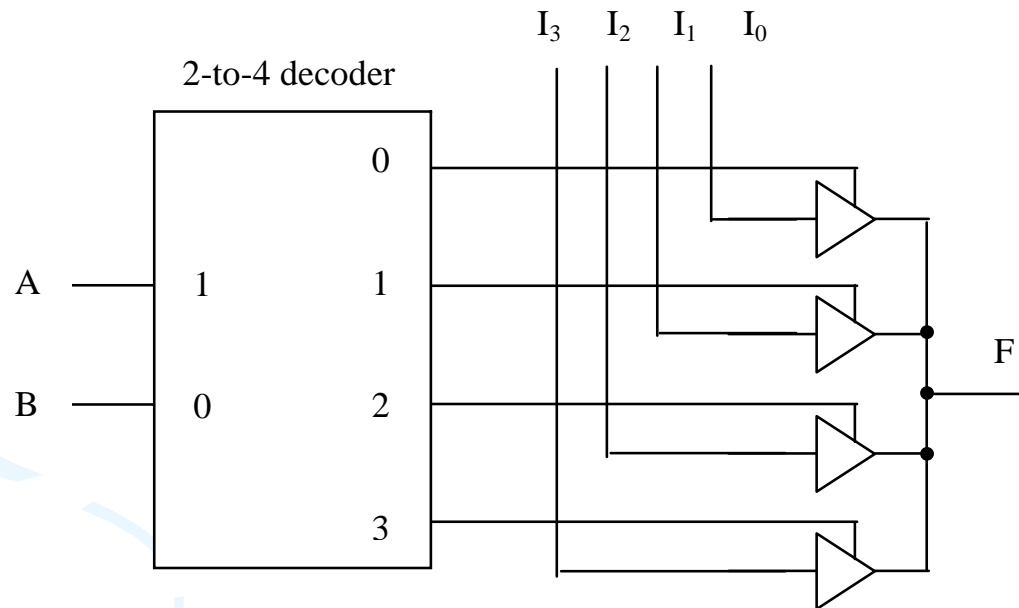 I₃ I₂ I₁ I₀
2-to-4 decoder
0
A 1 1
F
B 0 2
3